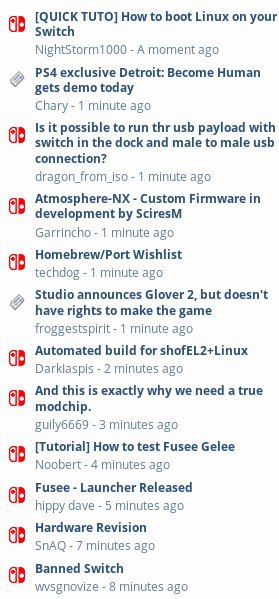 [QUICK TUTO] How to boot Linux on your
Switch
NightStorm1000 - A moment ago
PS4 exclusive Detroit: Become Human
gets demo today
Chary - 1 minute ago
Is it possible to run thr usb payload with
switch in the dock and male to male usb
connection?
dragon_from_iso - 1 minute ago
Atmosphere-NX - Custom Firmware in
development by SciresM
Garrincho - 1 minute ago
Homebrew/Port Wishlist
techdog - 1 minute ago
Studio announces Glover 2, but doesn't
have rights to make the game
froggestspirit - 1 minute ago
Automated build for shofEL2+Linux
Darklaspis - 2 minutes ago
And this is exactly why we need a true
modchip.
guily6669 - 3 minutes ago
[Tutorial] How to test Fusee Gelee
Noobert - 4 minutes ago
Fusee - Launcher Released
hippy dave - 5 minutes ago
Hardware Revision
SnAQ - 7 minutes ago
Banned Switch
wvsgnovize - 8 minutes ago